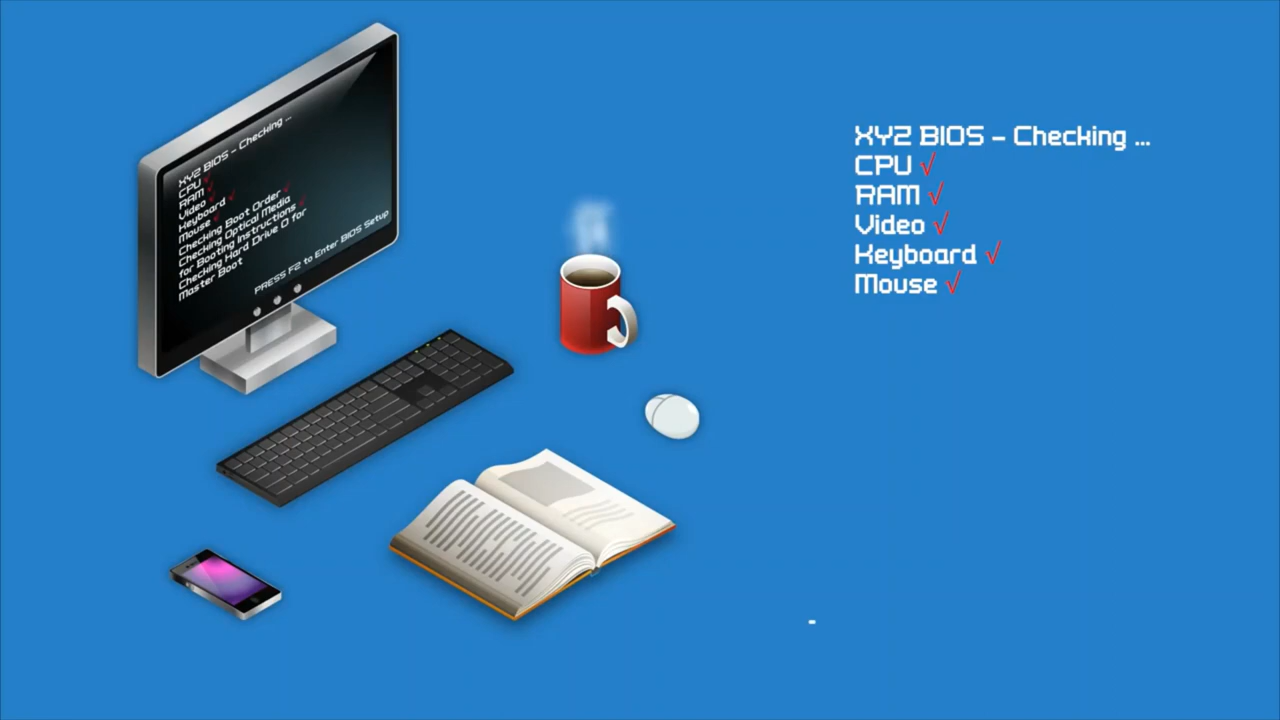 XYZ BIOS - Checking ...
CPU √
RAM √
Video √
Keyboard √
Mouse √
Checking Boot Order √
Checking Optical Media
for Booting Instructions √
Checking Hard Drive 0 for
Master Boot
PRESS F2 to Enter BIOS Setup
XYZ BIOS – Checking ...
CPU √
RAM √
Video √
Keyboard √
Mouse √
-